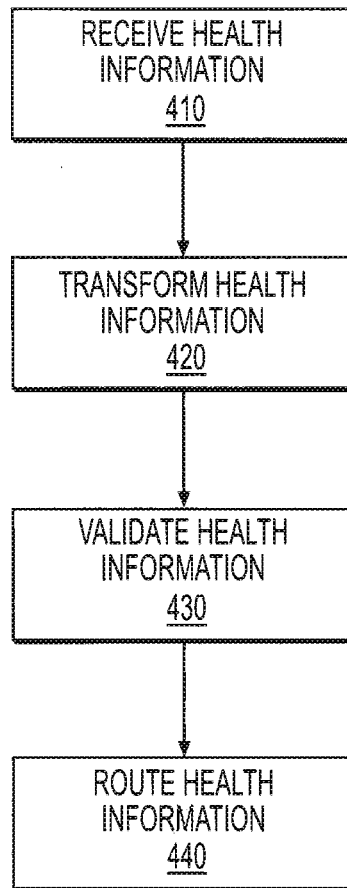 RECEIVE HEALTH
INFORMATION
410
TRANSFORM HEALTH
INFORMATION
420
VALIDATE HEALTH
INFORMATION
430
ROUTE HEALTH
INFORMATION
440